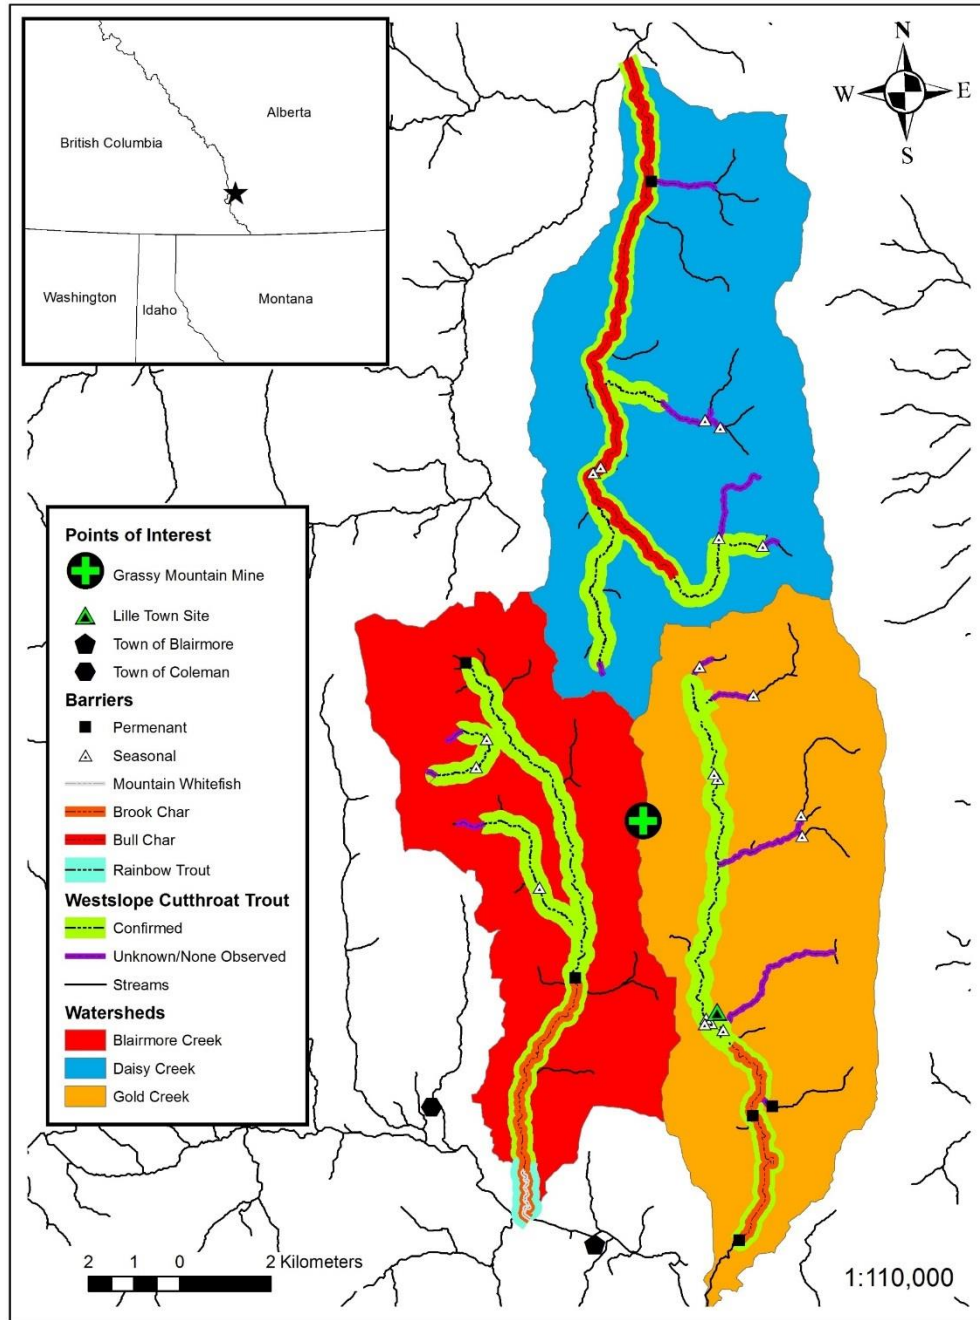 British Columbia
Alberta
Washington
Idaho
Montana
N
W
E
S
Points of Interest
Grassy Mountain Mine
Lille Town Site
Town of Blairmore
Town of Coleman
Barriers
Permenant
Seasonal
Mountain Whitefish
Brook Char
Bull Char
Rainbow Trout
Westslope Cutthroat Trout
Confirmed
Unknown/None Observed
Streams
Watersheds
Blairmore Creek
Daisy Creek
Gold Creek
2 1 0 2 Kilometers
1:110,000